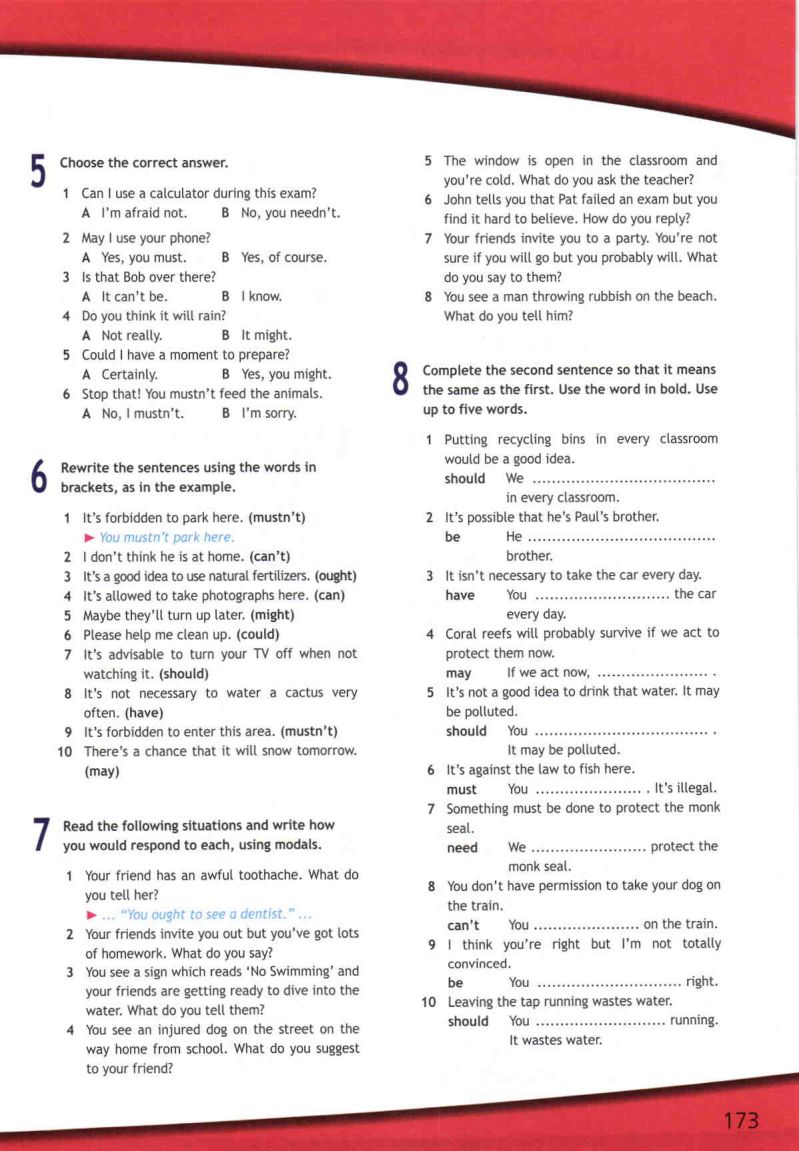 5 Choose the correct answer.
1 Can I use a calculator during this exam?
A I'm afraid not. B No, you needn't.
2 May I use your phone?
A Yes, you must. B Yes, of course.
3 Is that Bob over there?
A It can't be. B I know.
4 Do you think it will rain?
A Not really. B It might.
5 Could I have a moment to prepare?
A Certainly. B Yes, you might.
6 Stop that! You mustn't feed the animals.
A No, I mustn't. B I'm sorry.
6 Rewrite the sentences using the words in
brackets, as in the example.
1 It's forbidden to park here. (mustn't)
► You mustn't park here.
2 I don't think he is at home. (can't)
3 It's a good idea to use natural fertilizers. (ought)
4 It's allowed to take photographs here. (can)
5 Maybe they'll turn up later. (might)
6 Please help me clean up. (could)
7 It's advisable to turn your TV off when not
watching it. (should)
8 It's not necessary to water a cactus very
often. (have)
9 It's forbidden to enter this area. (mustn't)
10 There's a chance that it will snow tomorrow.
(may)
7 Read the following situations and write how
you would respond to each, using modals.
1 Your friend has an awful toothache. What do
you tell her?
► ... "You ought to see a dentist." ...
2 Your friends invite you out but you've got lots
of homework. What do you say?
3 You see a sign which reads 'No Swimming' and
your friends are getting ready to dive into the
water. What do you tell them?
4 You see an injured dog on the street on the
way home from school. What do you suggest
to your friend?
5 The window is open in the classroom and
you're cold. What do you ask the teacher?
6 John tells you that Pat failed an exam but you
find it hard to believe. How do you reply?
7 Your friends invite you to a party. You're not
sure if you will go but you probably will. What
do you say to them?
8 You see a man throwing rubbish on the beach.
What do you tell him?
8 Complete the second sentence so that it means
the same as the first. Use the word in bold. Use
up to five words.
1 Putting recycling bins in every classroom
would be a good idea.
should We ......................................
in every classroom.
2 It's possible that he's Paul's brother.
be He .......................................
brother.
3 It isn't necessary to take the car every day.
have You ............................ the car
every day.
4 Coral reefs will probably survive if we act to
protect them now.
may If we act now, ....................... .
5 It's not a good idea to drink that water. It may
be polluted.
should You .................................... .
It may be polluted.
6 It's against the law to fish here.
must You ...................... . It's illegal.
7 Something must be done to protect the monk
seal.
need We ........................ protect the
monk seal.
8 You don't have permission to take your dog on
the train.
can't You ...................... on the train.
9 I think you're right but I'm not totally
convinced.
be You .............................. right.
10 Leaving the tap running wastes water.
should You ........................... running.
It wastes water.
173